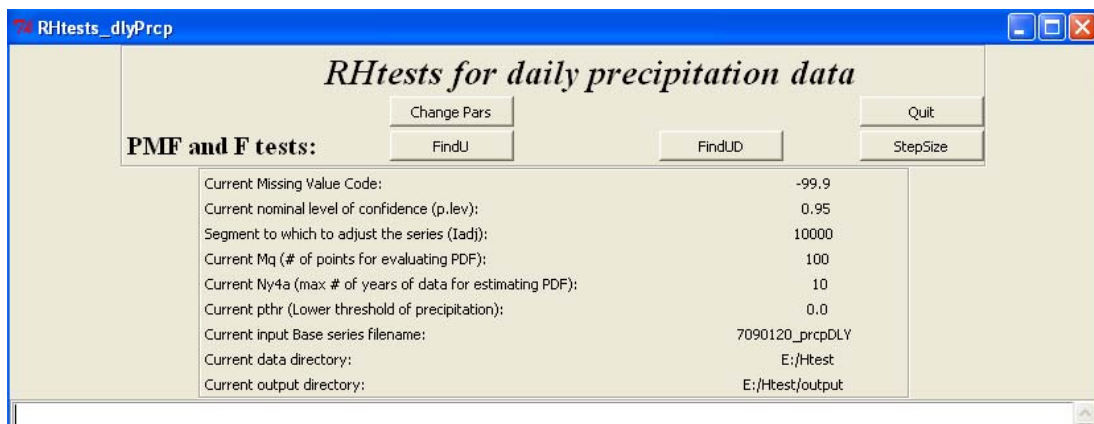 RHtests_dlyPrcp
RHtests for daily precipitation data
Change Pars Quit
PMF and F tests: FindU FindUD StepSize
Current Missing Value Code: -99.9
Current nominal level of confidence (p.lev): 0.95
Segment to which to adjust the series (Iadj): 10000
Current Mq (# of points for evaluating PDF): 100
Current Ny4a (max # of years of data for estimating PDF): 10
Current pthr (Lower threshold of precipitation): 0.0
Current input Base series filename: 7090120_prcpDLY
Current data directory: E:/Htest
Current output directory: E:/Htest/output